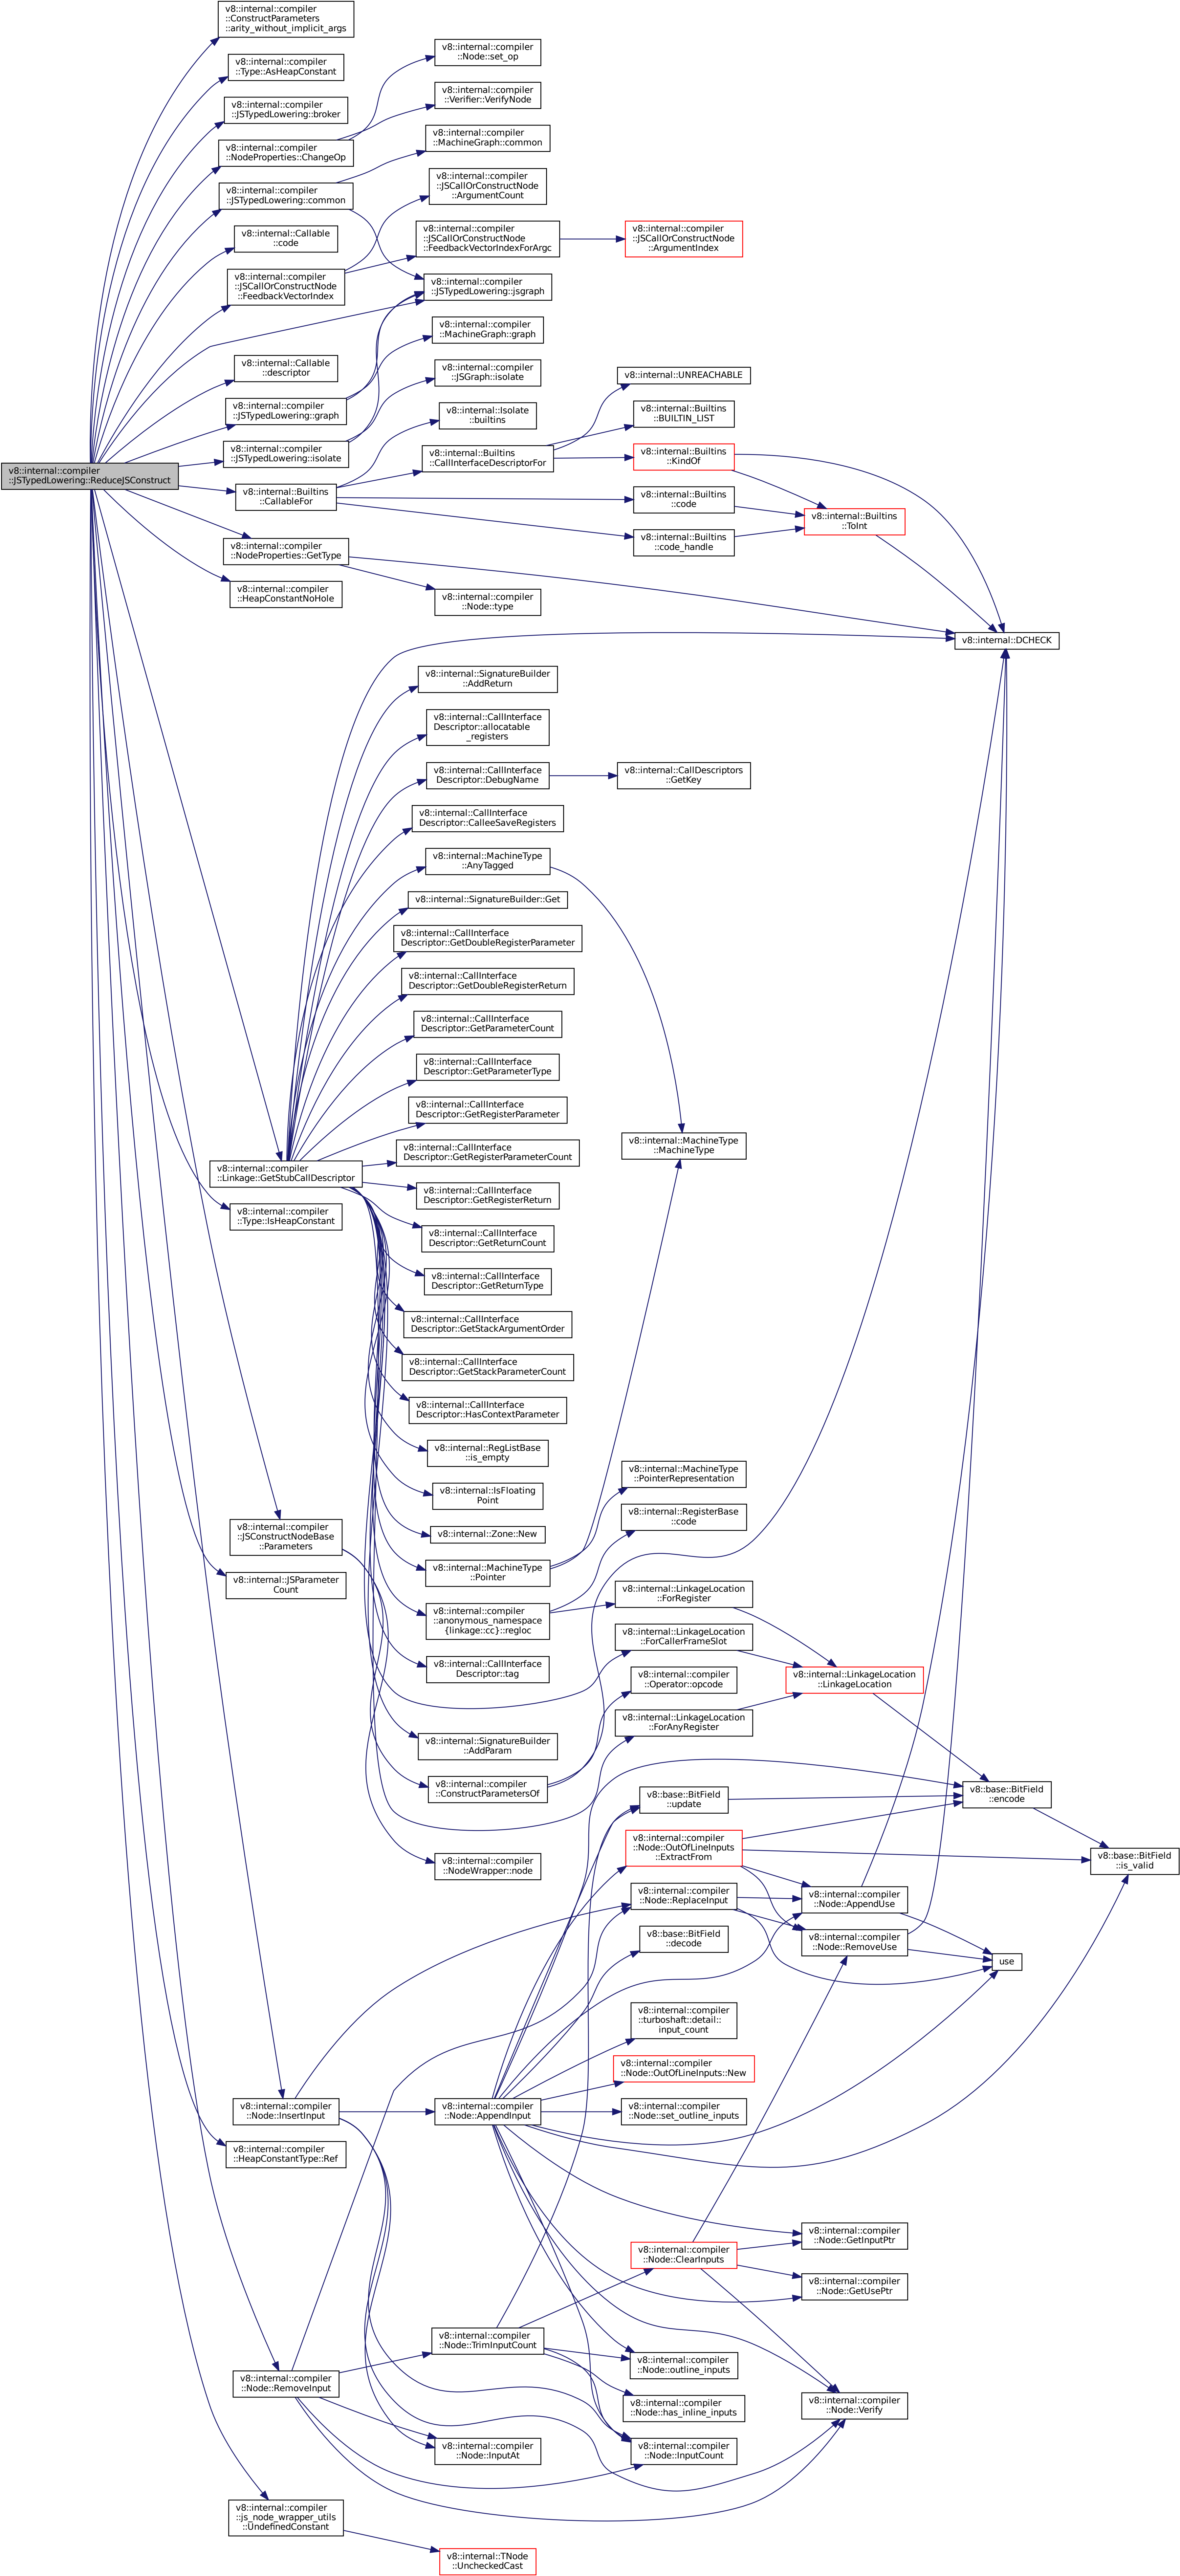 v8::internal::compiler
::JSTypedLowering::ReduceJSConstruct
v8::internal::compiler
::ConstructParameters
::arity_without_implicit_args
v8::internal::compiler
::Type::AsHeapConstant
v8::internal::compiler
::JSTypedLowering::broker
v8::internal::compiler
::NodeProperties::ChangeOp
v8::internal::compiler
::JSTypedLowering::common
v8::internal::Callable
::code
v8::internal::compiler
::JSCallOrConstructNode
::FeedbackVectorIndex
v8::internal::Callable
::descriptor
v8::internal::compiler
::JSTypedLowering::graph
v8::internal::compiler
::JSTypedLowering::isolate
v8::internal::Builtins
::CallableFor
v8::internal::compiler
::NodeProperties::GetType
v8::internal::compiler
::HeapConstantNoHole
v8::internal::compiler
::Linkage::GetStubCallDescriptor
v8::internal::compiler
::Type::IsHeapConstant
v8::internal::compiler
::JSConstructNodeBase
::Parameters
v8::internal::JSParameter
Count
v8::internal::compiler
::Node::InsertInput
v8::internal::compiler
::HeapConstantType::Ref
v8::internal::compiler
::Node::RemoveInput
v8::internal::compiler
::js_node_wrapper_utils
::UndefinedConstant
v8::internal::compiler
::Node::set_op
v8::internal::compiler
::Verifier::VerifyNode
v8::internal::compiler
::MachineGraph::common
v8::internal::compiler
::JSCallOrConstructNode
::ArgumentCount
v8::internal::compiler
::JSCallOrConstructNode
::FeedbackVectorIndexForArgc
v8::internal::compiler
::JSTypedLowering::jsgraph
v8::internal::compiler
::MachineGraph::graph
v8::internal::compiler
::JSGraph::isolate
v8::internal::Isolate
::builtins
v8::internal::Builtins
::CallInterfaceDescriptorFor
v8::internal::compiler
::Node::type
v8::internal::SignatureBuilder
::AddReturn
v8::internal::CallInterface
Descriptor::allocatable
_registers
v8::internal::CallInterface
Descriptor::DebugName
v8::internal::CallInterface
Descriptor::CalleeSaveRegisters
v8::internal::MachineType
::AnyTagged
v8::internal::SignatureBuilder::Get
v8::internal::CallInterface
Descriptor::GetDoubleRegisterParameter
v8::internal::CallInterface
Descriptor::GetDoubleRegisterReturn
v8::internal::CallInterface
Descriptor::GetParameterCount
v8::internal::CallInterface
Descriptor::GetParameterType
v8::internal::CallInterface
Descriptor::GetRegisterParameter
v8::internal::CallInterface
Descriptor::GetRegisterParameterCount
v8::internal::CallInterface
Descriptor::GetRegisterReturn
v8::internal::CallInterface
Descriptor::GetReturnCount
v8::internal::CallInterface
Descriptor::GetReturnType
v8::internal::CallInterface
Descriptor::GetStackArgumentOrder
v8::internal::CallInterface
Descriptor::GetStackParameterCount
v8::internal::CallInterface
Descriptor::HasContextParameter
v8::internal::RegListBase
::is_empty
v8::internal::IsFloating
Point
v8::internal::Zone::New
v8::internal::MachineType
::Pointer
v8::internal::compiler
::anonymous_namespace
{linkage::cc}::regloc
v8::internal::CallInterface
Descriptor::tag
v8::internal::SignatureBuilder
::AddParam
v8::internal::compiler
::ConstructParametersOf
v8::internal::compiler
::NodeWrapper::node
v8::internal::compiler
::Node::AppendInput
v8::internal::compiler
::Node::TrimInputCount
v8::internal::compiler
::Node::InputAt
v8::internal::TNode
::UncheckedCast
v8::internal::compiler
::JSCallOrConstructNode
::ArgumentIndex
v8::internal::UNREACHABLE
v8::internal::Builtins
::BUILTIN_LIST
v8::internal::Builtins
::KindOf
v8::internal::Builtins
::code
v8::internal::Builtins
::code_handle
v8::internal::CallDescriptors
::GetKey
v8::internal::MachineType
::MachineType
v8::internal::MachineType
::PointerRepresentation
v8::internal::RegisterBase
::code
v8::internal::LinkageLocation
::ForRegister
v8::internal::LinkageLocation
::ForCallerFrameSlot
v8::internal::compiler
::Operator::opcode
v8::internal::LinkageLocation
::ForAnyRegister
v8::base::BitField
::update
v8::internal::compiler
::Node::OutOfLineInputs
::ExtractFrom
v8::internal::compiler
::Node::ReplaceInput
v8::base::BitField
::decode
v8::internal::compiler
::turboshaft::detail::
input_count
v8::internal::compiler
::Node::OutOfLineInputs::New
v8::internal::compiler
::Node::set_outline_inputs
v8::internal::compiler
::Node::ClearInputs
v8::internal::compiler
::Node::outline_inputs
v8::internal::compiler
::Node::has_inline_inputs
v8::internal::compiler
::Node::InputCount
v8::internal::Builtins
::ToInt
v8::internal::LinkageLocation
::LinkageLocation
v8::internal::compiler
::Node::AppendUse
v8::internal::compiler
::Node::RemoveUse
v8::internal::compiler
::Node::GetInputPtr
v8::internal::compiler
::Node::GetUsePtr
v8::internal::compiler
::Node::Verify
v8::internal::DCHECK
v8::base::BitField
::encode
use
v8::base::BitField
::is_valid